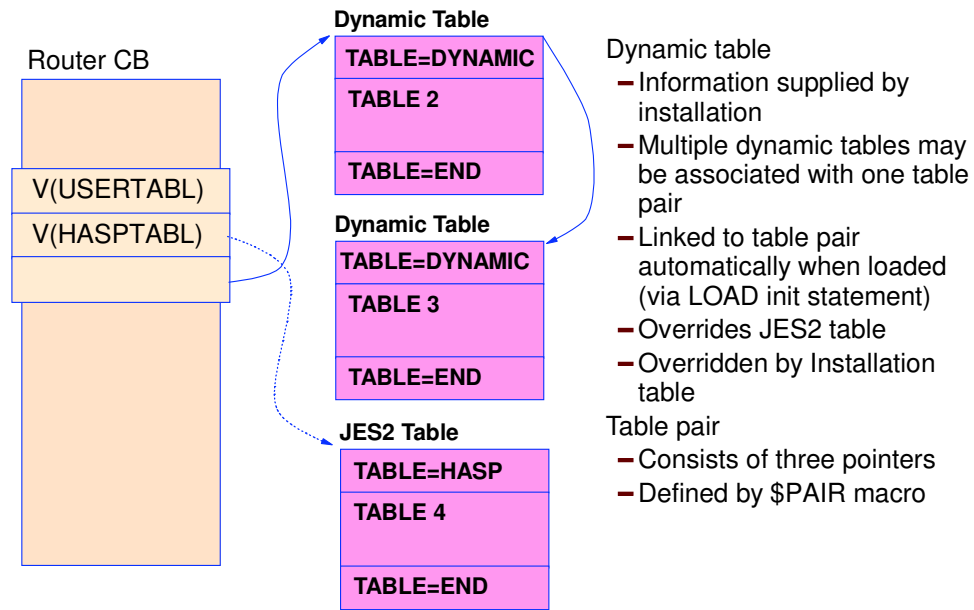 Router CB
V(USERTABL)
V(HASPTABL)
Dynamic Table
TABLE=DYNAMIC
TABLE 2
TABLE=END
Dynamic Table
TABLE=DYNAMIC
TABLE 3
TABLE=END
JES2 Table
TABLE=HASP
TABLE 4
TABLE=END
Dynamic table
– Information supplied by
installation
– Multiple dynamic tables may
be associated with one table
pair
– Linked to table pair
automatically when loaded
(via LOAD init statement)
– Overrides JES2 table
– Overridden by Installation
table
Table pair
– Consists of three pointers
– Defined by $PAIR macro